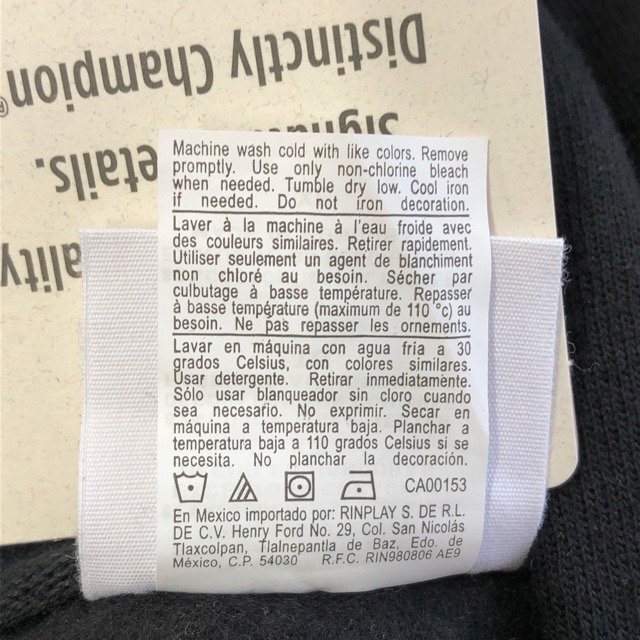 Distinctly Champion®
Details.
Machine wash cold with like colors. Remove
promptly. Use only non-chlorine bleach
when needed. Tumble dry low. Cool iron
if needed. Do not iron decoration.
Laver à la machine à l'eau froide avec
des couleurs similaires. Retirer rapidement.
Utiliser seulement un agent de blanchiment
non chloré au besoin. Sécher par
culbutage à basse température. Repasser
à basse température (maximum de 110 °c) au
besoin. Ne pas repasser les ornements.
Lavar en máquina con agua fría a 30
grados Celsius, con colores similares.
Usar detergente. Retirar inmediatamente.
Sólo usar blanqueador sin cloro cuando
sea necesario. No exprimir. Secar en
máquina a temperatura baja. Planchar a
temperatura baja a 110 grados Celsius si se
necesita. No planchar la decoración.
CA00153
En Mexico importado por: RINPLAY S. DE R.L.
DE C.V. Henry Ford No. 29, Col. San Nicolás
Tlaxcolpan, Tlalnepantla de Baz, Edo. de
México, C.P. 54030 R.F.C. RIN980806 AE9